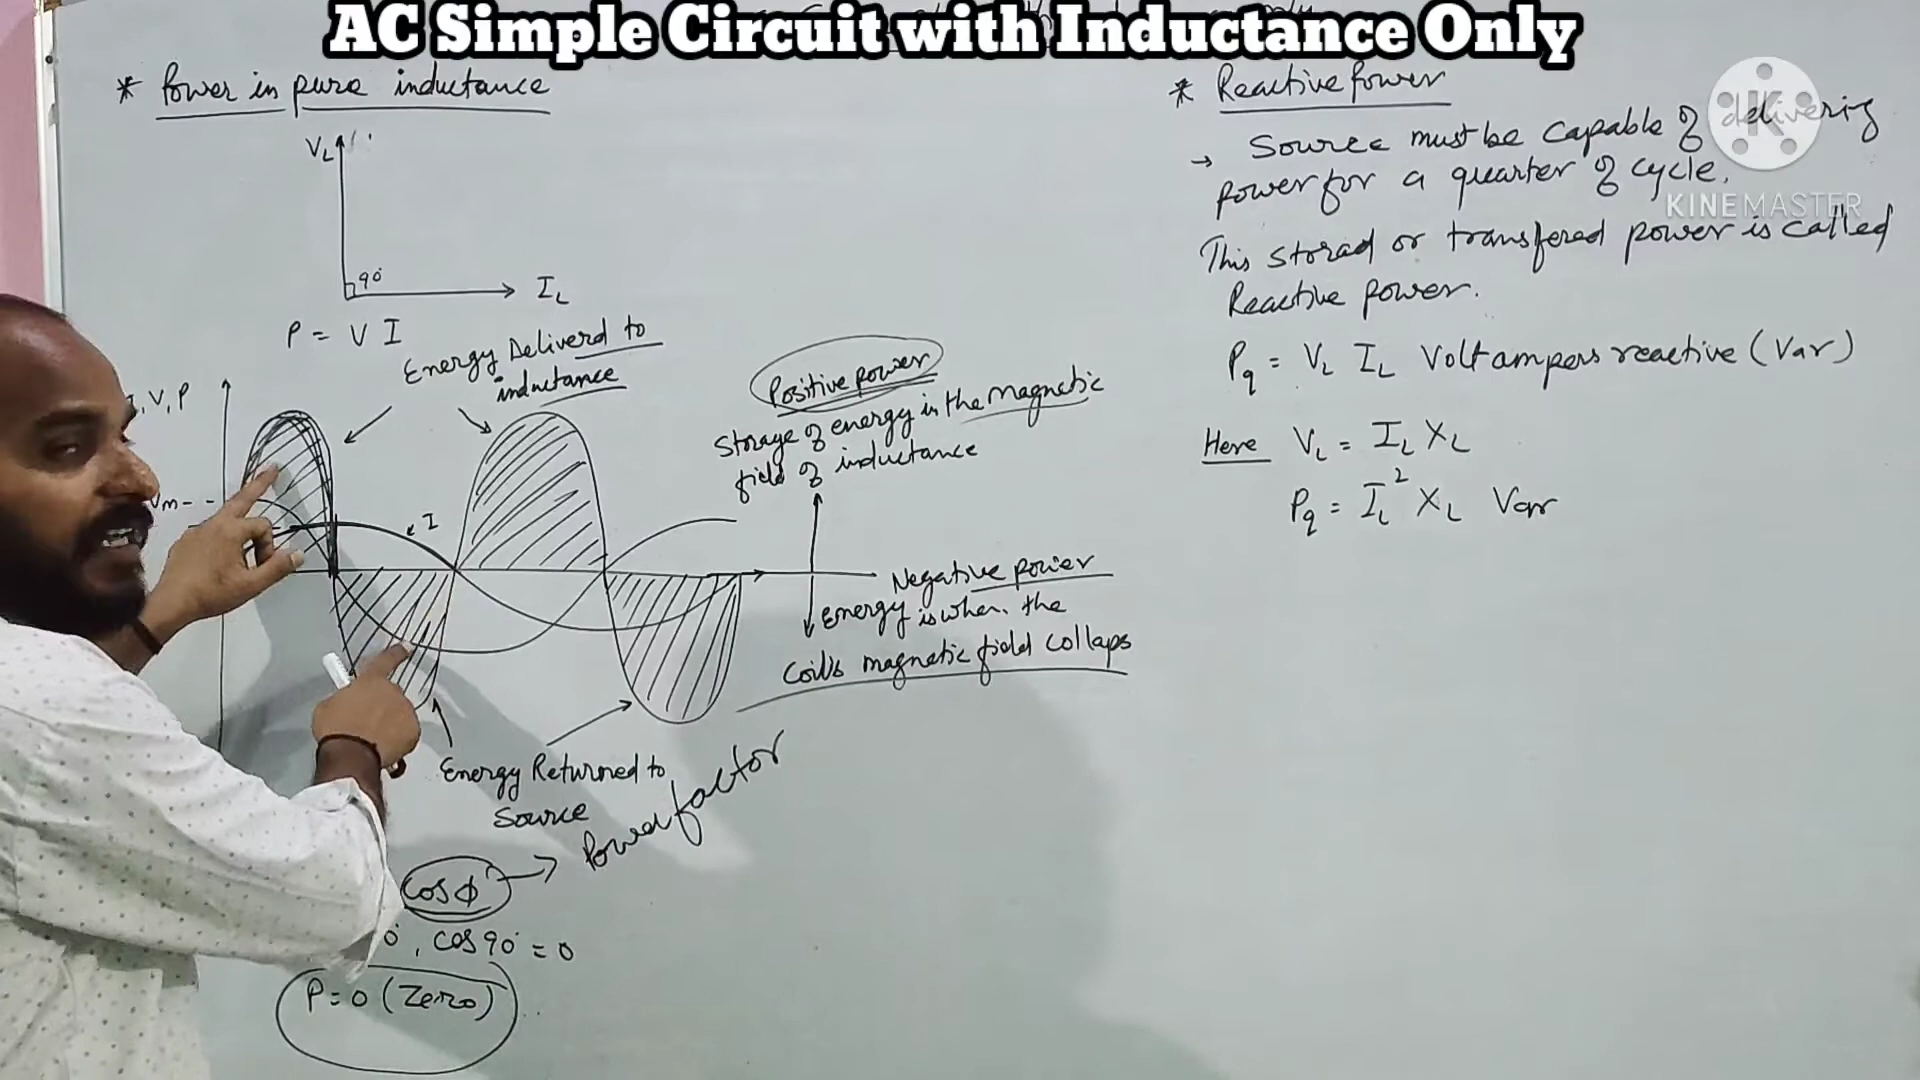 AC Simple Circuit with Inductance Only
* Power in pure inductance
VL
90°
IL
P = V I
Energy Deliverd to
inductance
V, P
Vm
I
Positive power
Storage of energy in the magnetic
field of inductance
Negative power
Energy is when the
Coils magnetic field collaps
Energy Returned to
Source
Cos φ → Power factor
0°, Cos 90° = 0
P = 0 (Zero)
* Reactive Power
→ Source must be capable of delivering
power for a quarter of cycle.
This storad or transfered power is called
Reactive power.
Pq = VL IL Volt ampers reactive (Var)
Here VL = IL XL
Pq = IL² XL Var
K
KINEMASTER